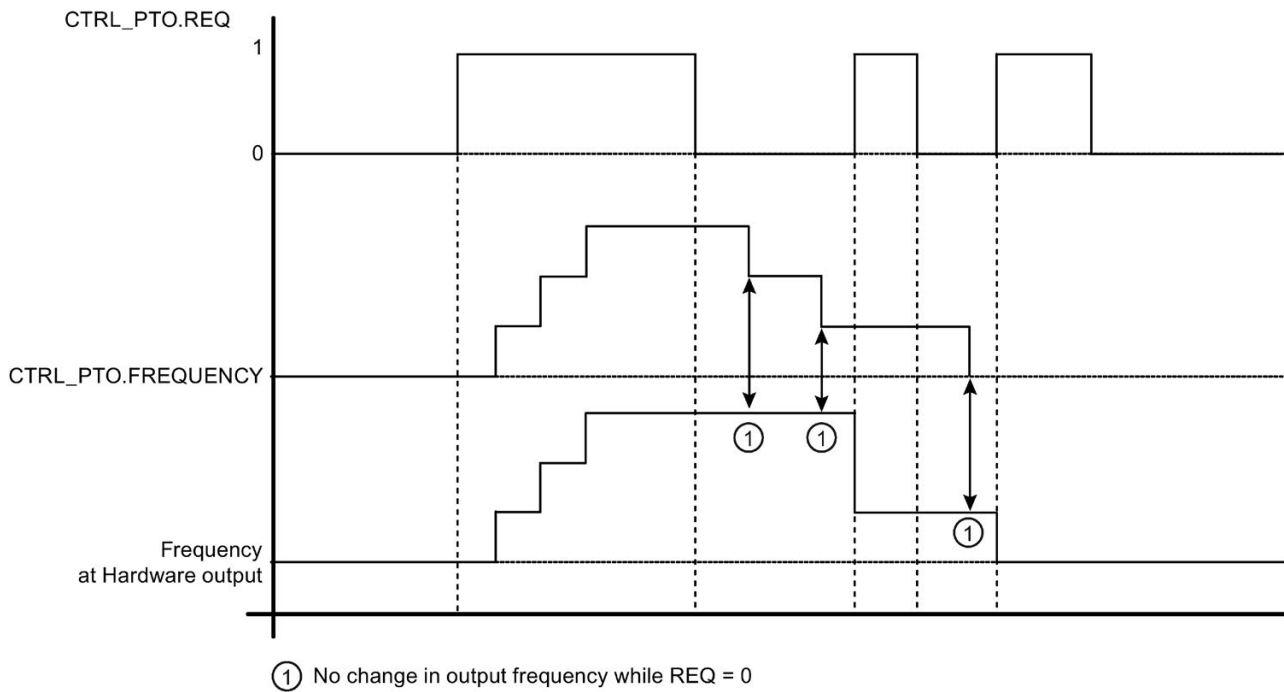 CTRL_PTO.REQ
1
0
CTRL_PTO.FREQUENCY
1
1
1
Frequency
at Hardware output
1 No change in output frequency while REQ = 0